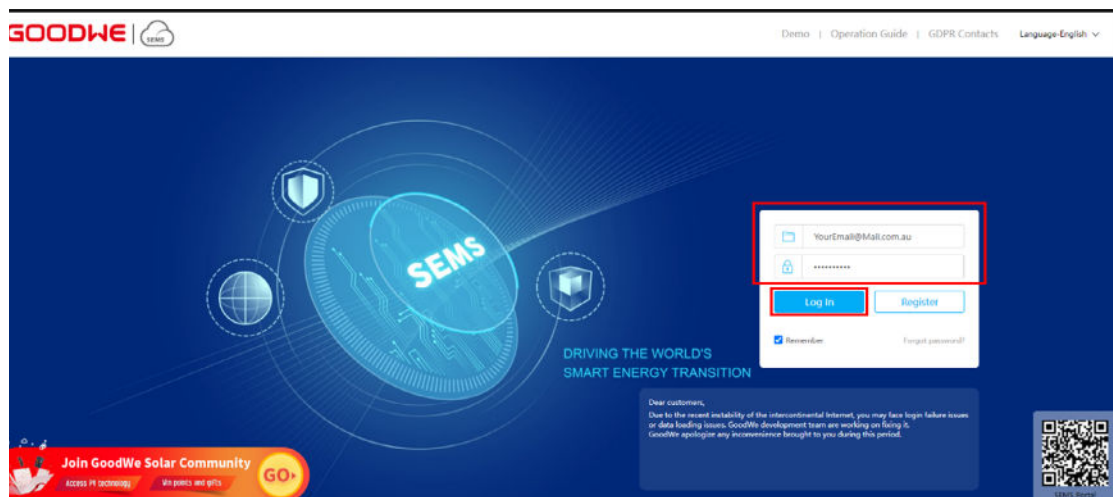 GOODWE
SEMS
Demo | Operation Guide | GDPR Contacts Language-English
SEMS
YourEmail@Mail.com.au
••••••••••
Log In Register
Remember Forgot password?
DRIVING THE WORLD'S
SMART ENERGY TRANSITION
Dear customers,
Due to the recent instability of the intercontinental Internet, you may face login failure issues
or data loading issues. GoodWe development team are working on fixing it.
GoodWe apologize any inconvenience brought to you during this period.
Join GoodWe Solar Community
Access PV technology Win points and gifts
GO
SEMS Portal